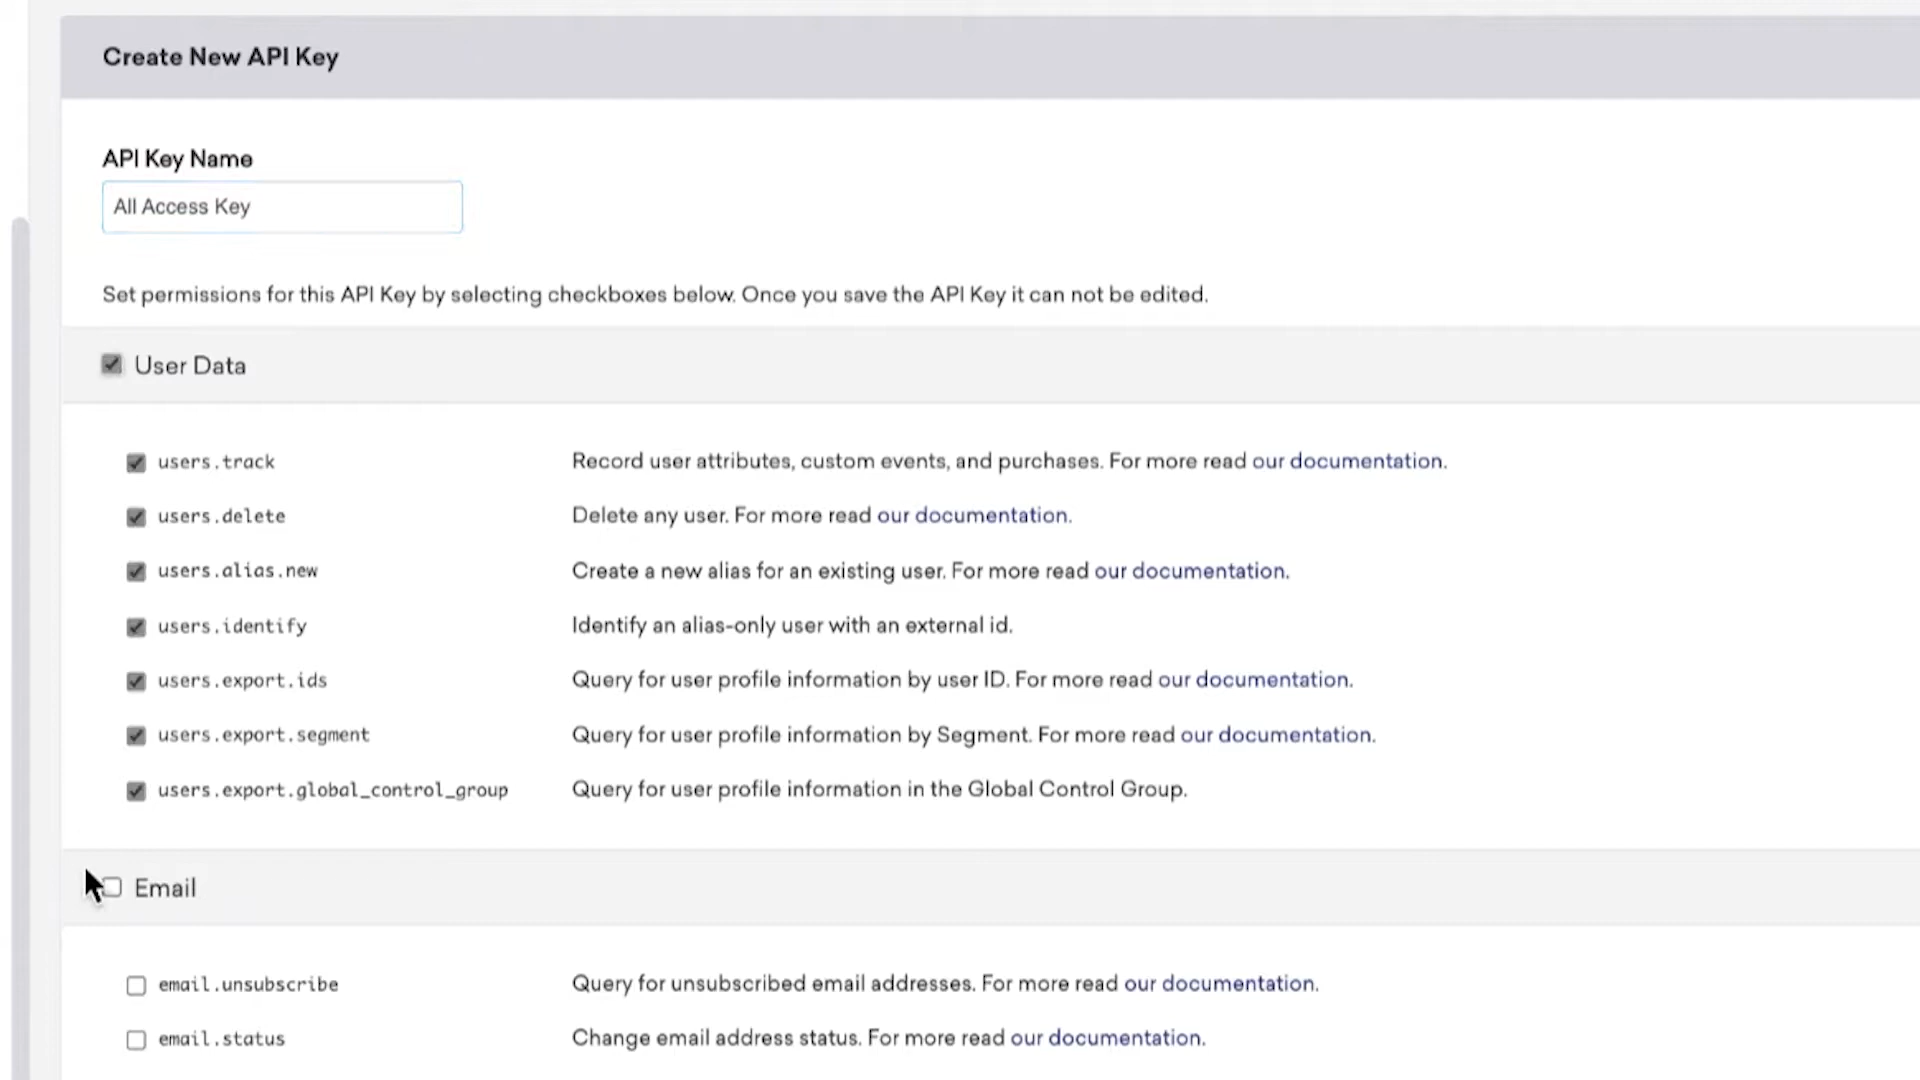 Create New API Key
API Key Name
All Access Key
Set permissions for this API Key by selecting checkboxes below. Once you save the API Key it can not be edited.
User Data
users.track Record user attributes, custom events, and purchases. For more read our documentation.
users.delete Delete any user. For more read our documentation.
users.alias.new Create a new alias for an existing user. For more read our documentation.
users.identify Identify an alias-only user with an external id.
users.export.ids Query for user profile information by user ID. For more read our documentation.
users.export.segment Query for user profile information by Segment. For more read our documentation.
users.export.global_control_group Query for user profile information in the Global Control Group.
Email
email.unsubscribe Query for unsubscribed email addresses. For more read our documentation.
email.status Change email address status. For more read our documentation.